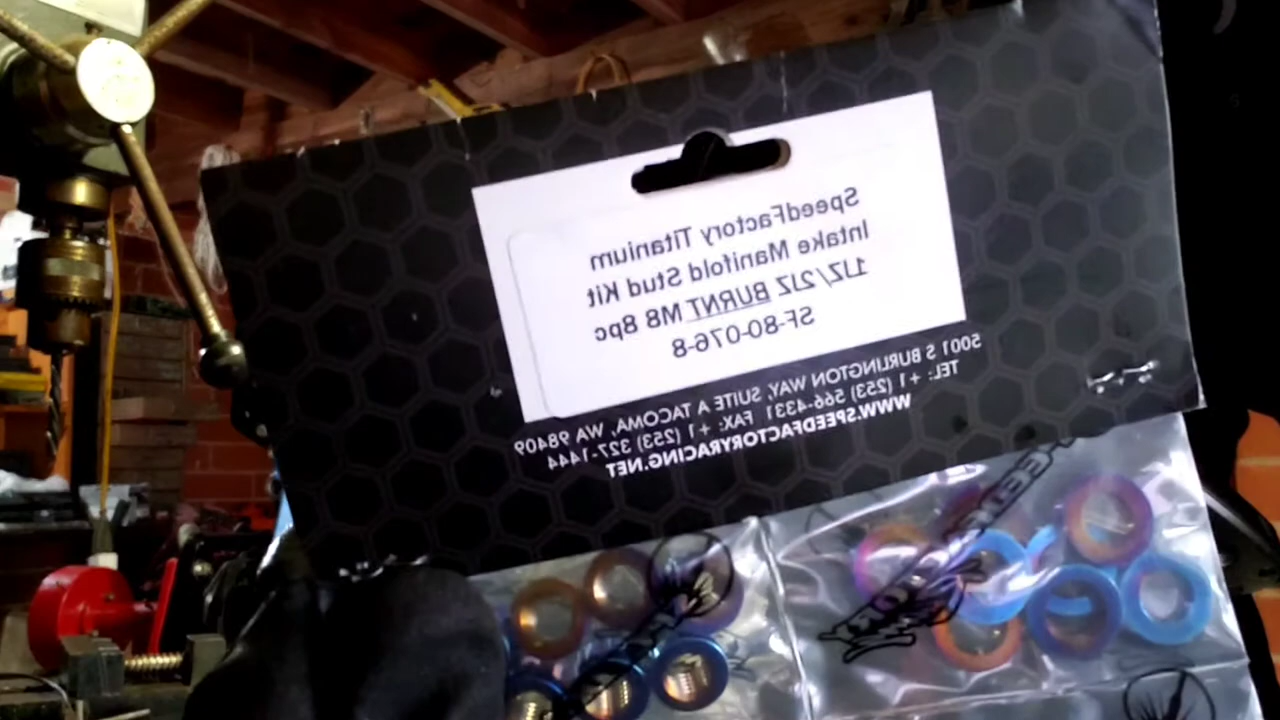 SpeedFactory Titanium
Intake Manifold Stud Kit
1JZ/2JZ BURNT M8 8pc
SF-80-076-8
5001 S BURLINGTON WAY, SUITE A TACOMA, WA 98409
TEL: +1 (253) 566-4331 FAX: +1 (253) 327-1444
WWW.SPEEDFACTORYRACING.NET